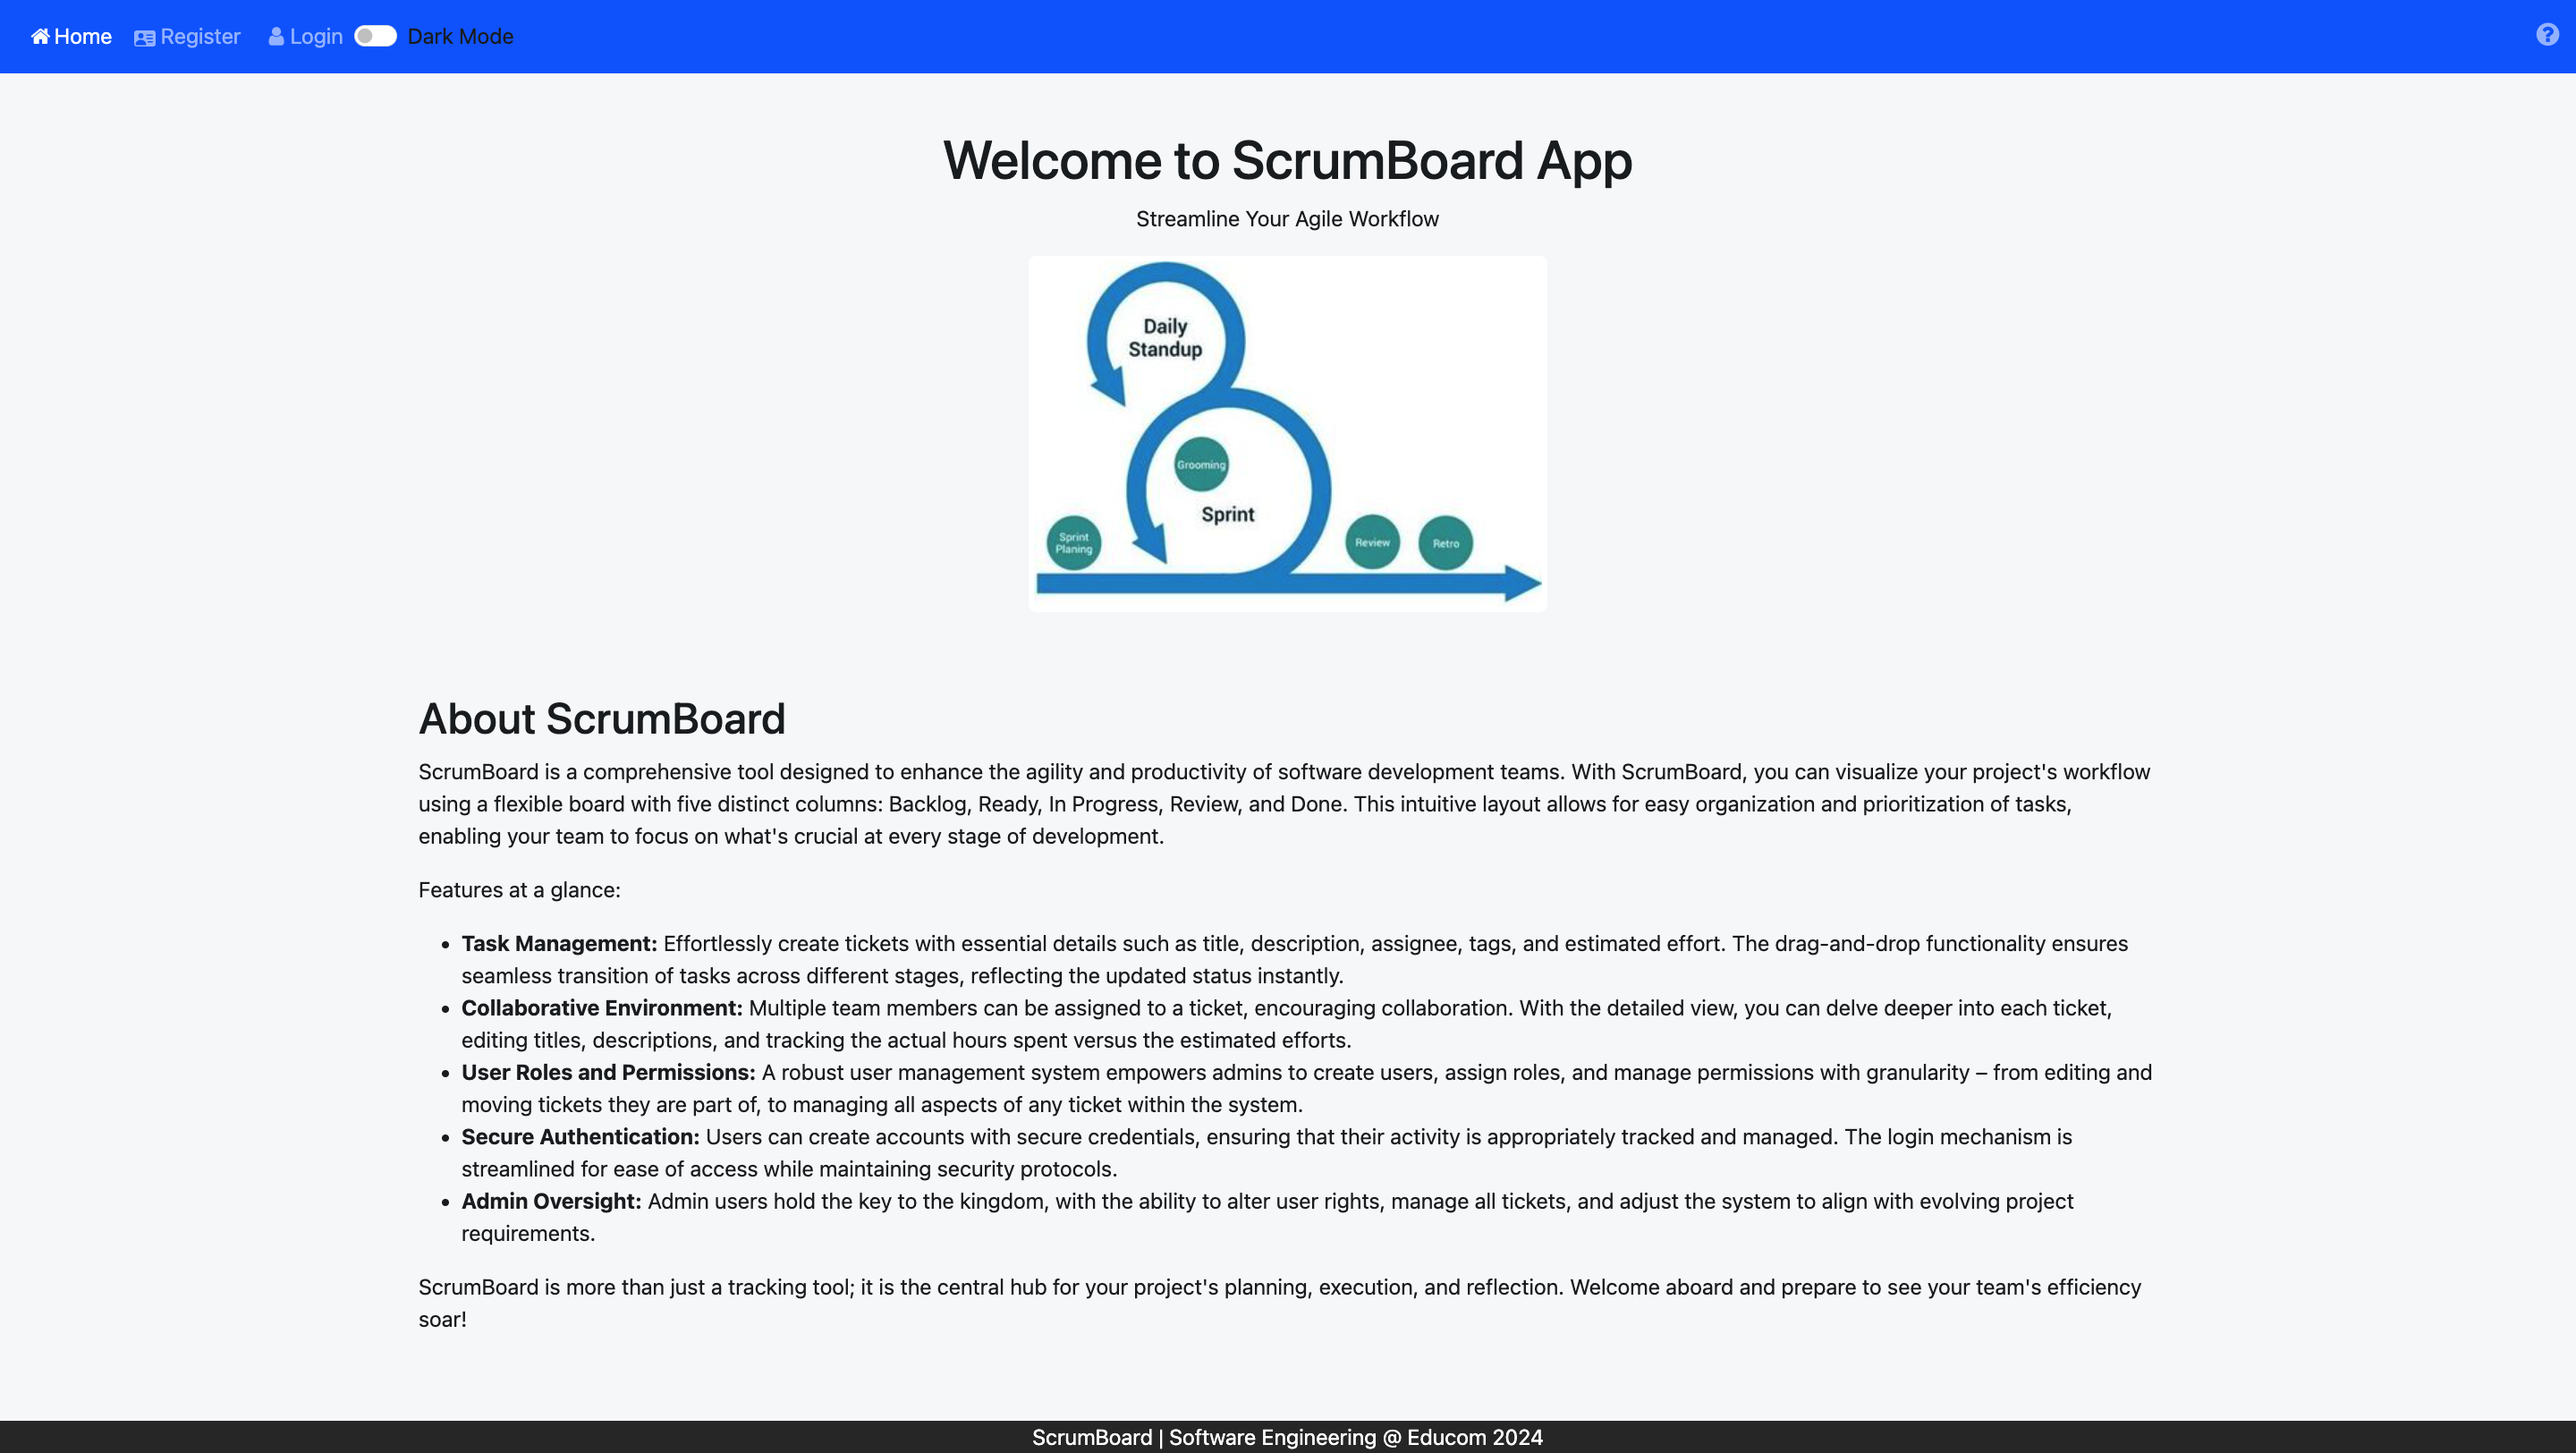 Home Register Login Dark Mode
Welcome to ScrumBoard App
Streamline Your Agile Workflow
Daily
Standup
Grooming
Sprint
Sprint
Planing
Review
Retro
About ScrumBoard
ScrumBoard is a comprehensive tool designed to enhance the agility and productivity of software development teams. With ScrumBoard, you can visualize your project's workflow
using a flexible board with five distinct columns: Backlog, Ready, In Progress, Review, and Done. This intuitive layout allows for easy organization and prioritization of tasks,
enabling your team to focus on what's crucial at every stage of development.
Features at a glance:
• Task Management: Effortlessly create tickets with essential details such as title, description, assignee, tags, and estimated effort. The drag-and-drop functionality ensures
seamless transition of tasks across different stages, reflecting the updated status instantly.
• Collaborative Environment: Multiple team members can be assigned to a ticket, encouraging collaboration. With the detailed view, you can delve deeper into each ticket,
editing titles, descriptions, and tracking the actual hours spent versus the estimated efforts.
• User Roles and Permissions: A robust user management system empowers admins to create users, assign roles, and manage permissions with granularity – from editing and
moving tickets they are part of, to managing all aspects of any ticket within the system.
• Secure Authentication: Users can create accounts with secure credentials, ensuring that their activity is appropriately tracked and managed. The login mechanism is
streamlined for ease of access while maintaining security protocols.
• Admin Oversight: Admin users hold the key to the kingdom, with the ability to alter user rights, manage all tickets, and adjust the system to align with evolving project
requirements.
ScrumBoard is more than just a tracking tool; it is the central hub for your project's planning, execution, and reflection. Welcome aboard and prepare to see your team's efficiency
soar!
ScrumBoard | Software Engineering @ Educom 2024